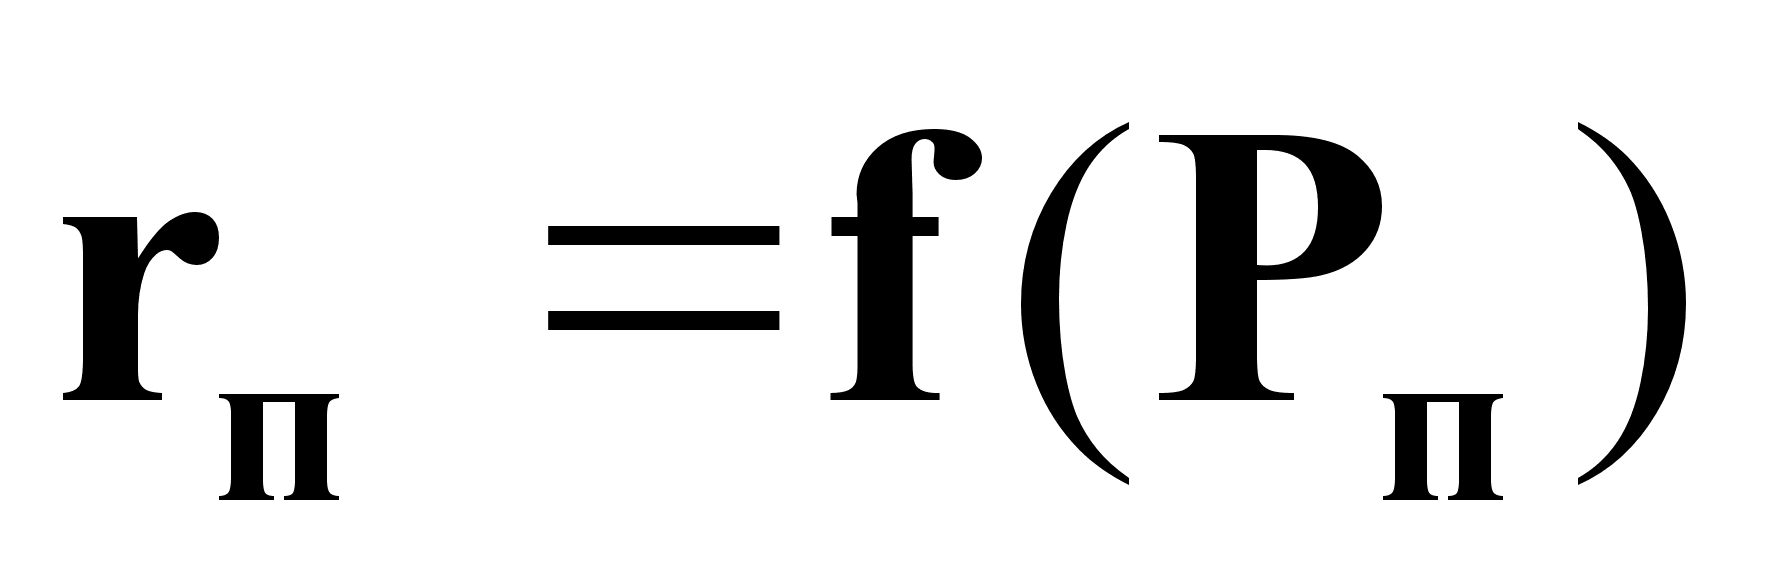 rп = f(Pп)